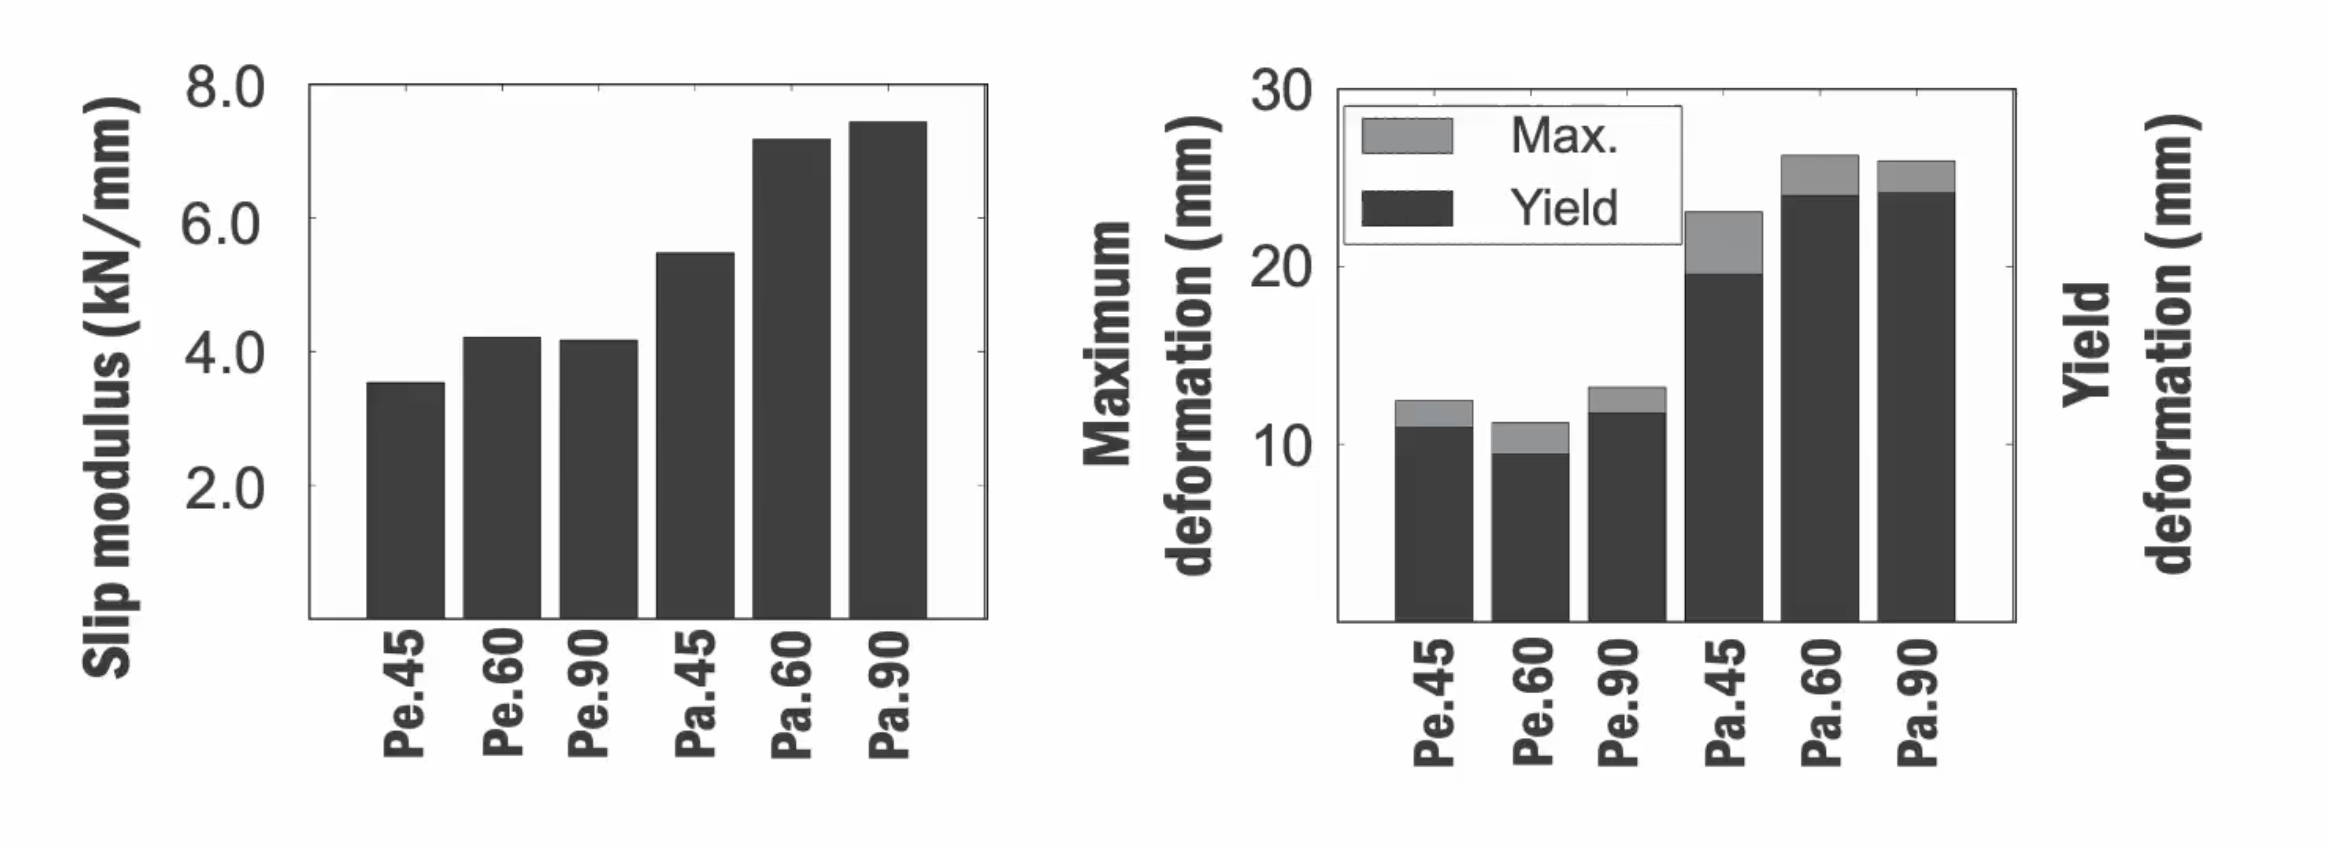 Slip modulus (kN/mm)
8.0
6.0
4.0
2.0
Pe.45
Pe.60
Pe.90
Pa.45
Pa.60
Pa.90
Maximum
deformation (mm)
30
20
10
Max.
Yield
Pe.45
Pe.60
Pe.90
Pa.45
Pa.60
Pa.90
Yield
deformation (mm)